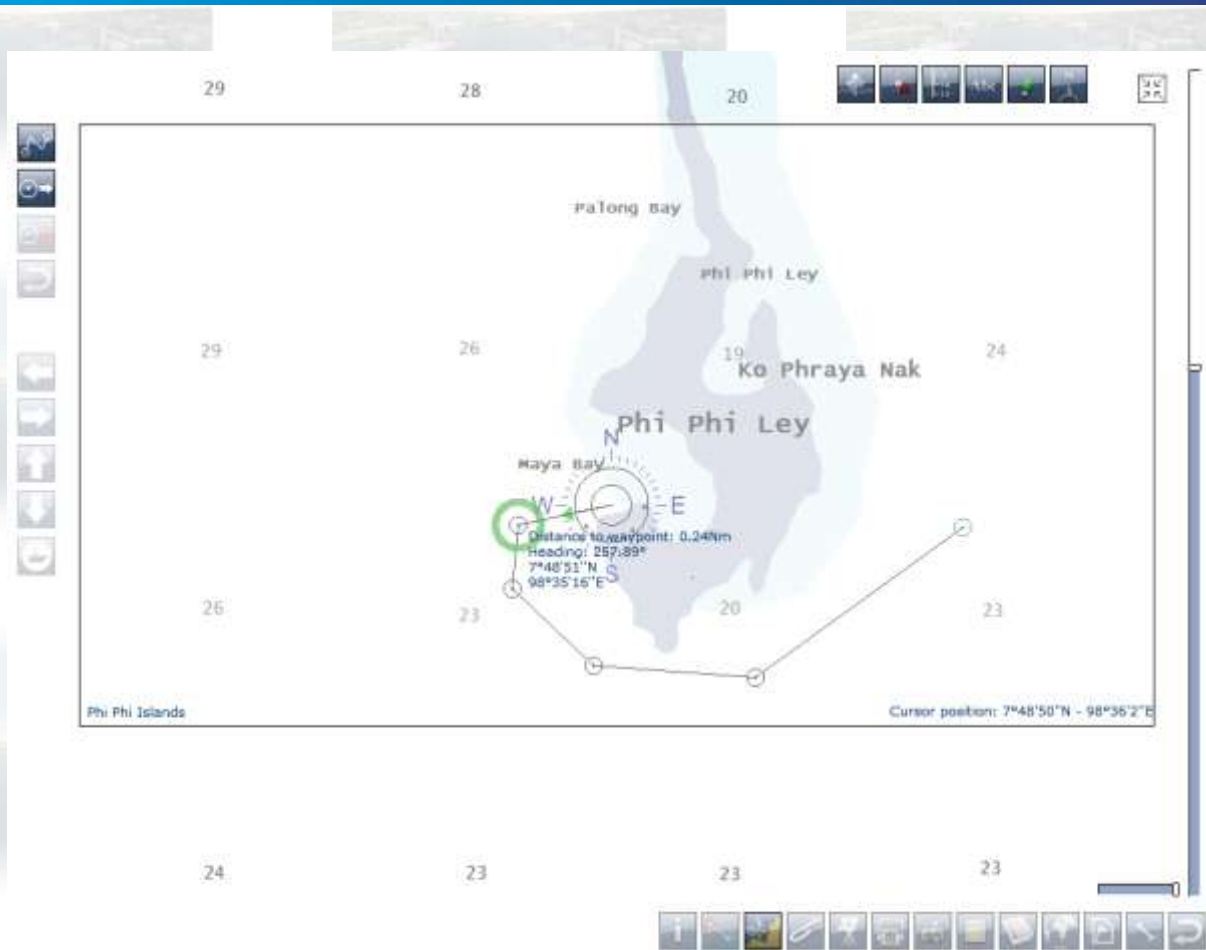 29 28 20
Palong Bay
Phi Phi Ley
29 26 19 24
Ko Phraya Nak
Phi Phi Ley
N
Maya Bay
W E
Distance to waypoint: 0.24Nm
Heading: 257.89°
7°48'51"N
98°35'16"E
S
26 23 20 23
Phi Phi Islands
Cursor position: 7°48'50"N - 98°36'2"E
24 23 23 23